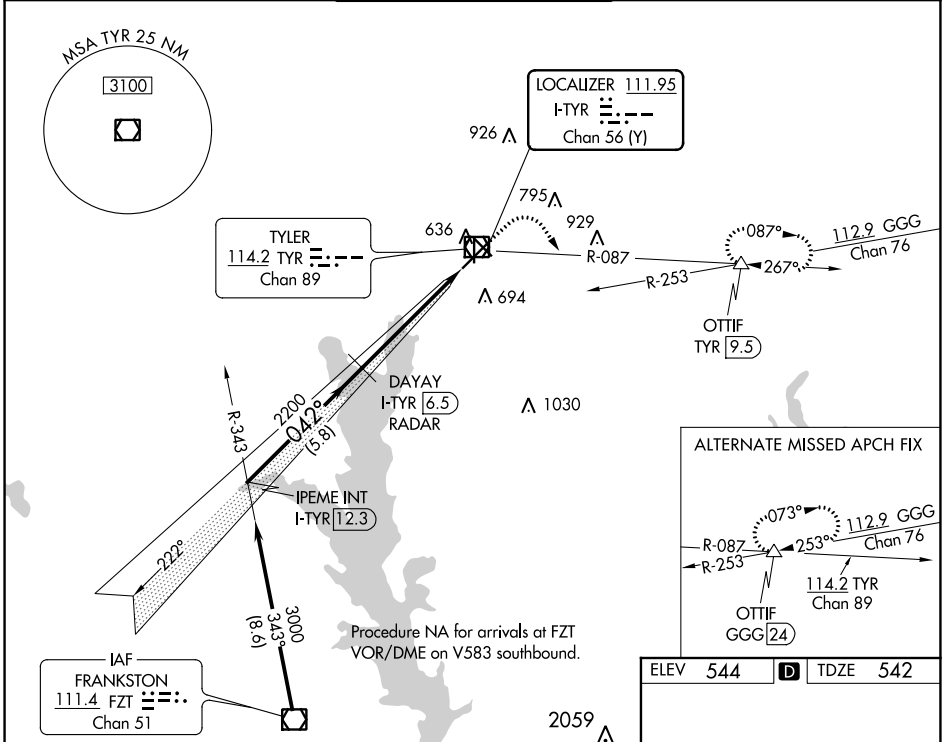 MSA TYR 25 NM
3100
LOCALIZER 111.95
I-TYR
Chan 56 (Y)
926
795
929
636
TYLER
114.2 TYR
Chan 89
R-087
087°
112.9 GGG
Chan 76
R-253
267°
694
OTTIF
TYR 9.5
DAYAY
I-TYR 6.5
RADAR
1030
2200
042°
(5.8)
R-343
IPEME INT
I-TYR 12.3
222°
ALTERNATE MISSED APCH FIX
073°
112.9 GGG
Chan 76
R-087
253°
R-253
114.2 TYR
Chan 89
OTTIF
GGG 24
3000
343°
(8.6)
Procedure NA for arrivals at FZT
VOR/DME on V583 southbound.
IAF
FRANKSTON
111.4 FZT
Chan 51
ELEV 544 D TDZE 542
2059